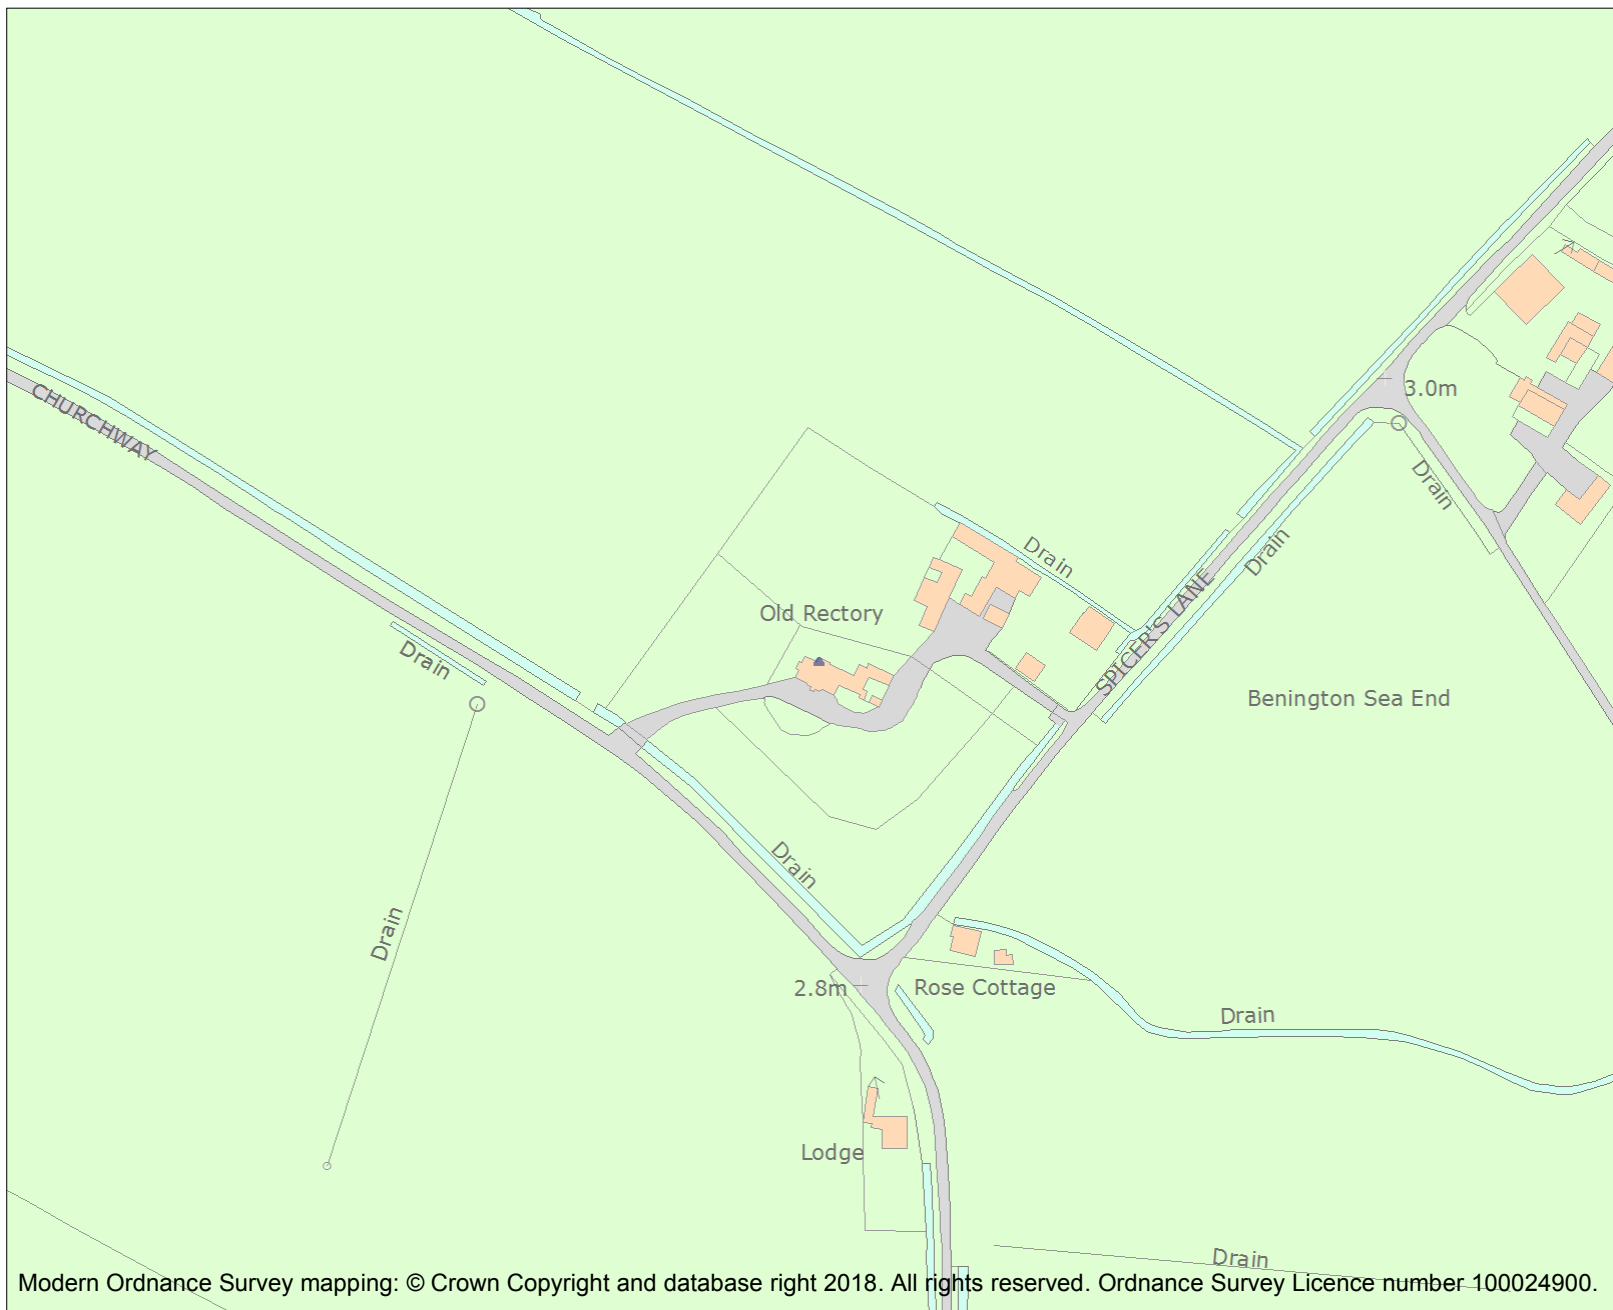 CHURCHWAY
3.0m
Drain
Drain
Drain
Old Rectory
SPICER'S LANE
Drain
Benington Sea End
Drain
Drain
2.8m
Rose Cottage
Drain
Lodge
Drain
Modern Ordnance Survey mapping: © Crown Copyright and database right 2018. All rights reserved. Ordnance Survey Licence number 100024900.